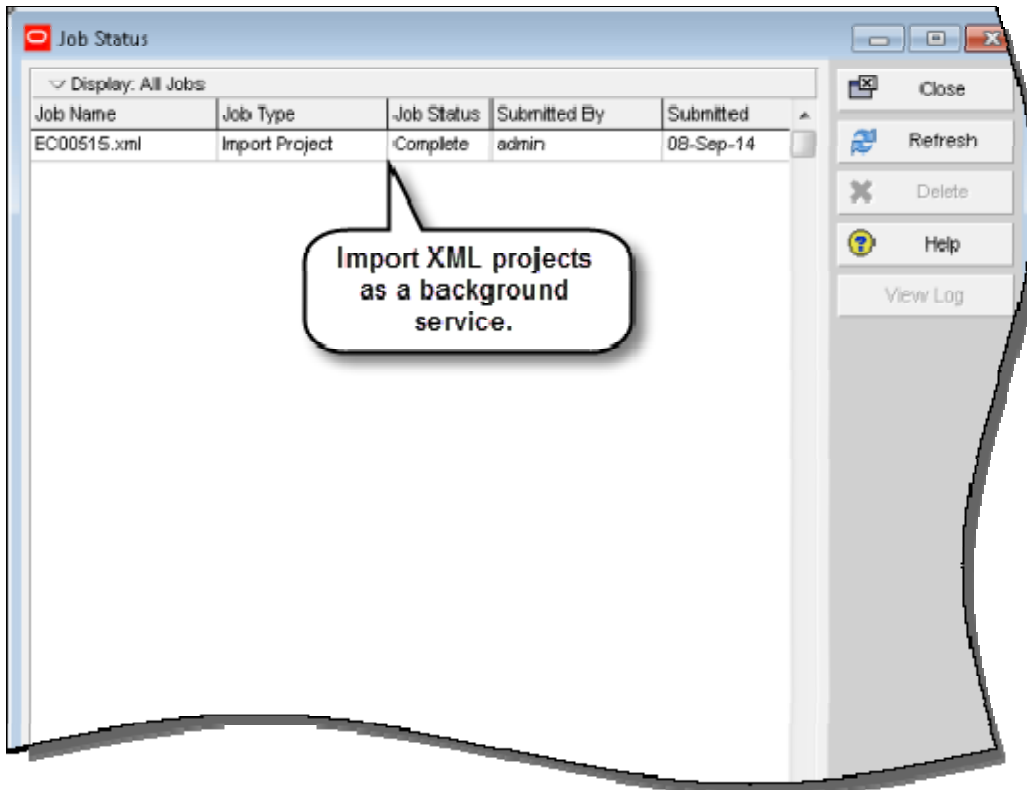 Job Status
Display: All Jobs
Job Name Job Type Job Status Submitted By Submitted
EC00515.xml Import Project Complete admin 08-Sep-14
Import XML projects
as a background
service.
Close
Refresh
Delete
Help
View Log